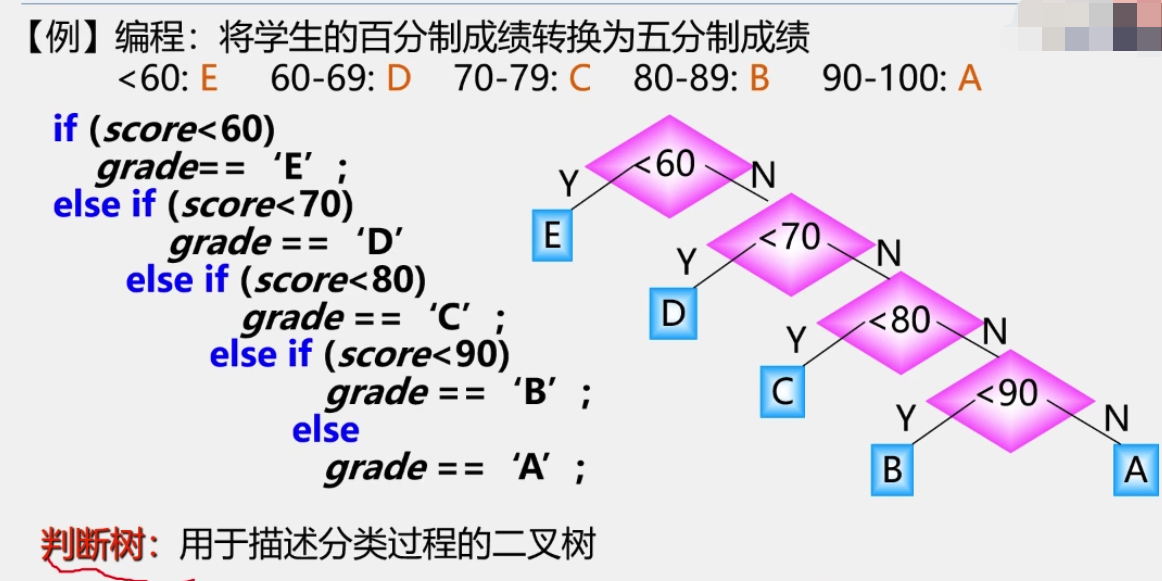 【例】编程：将学生的百分制成绩转换为五分制成绩
<60: E 60-69: D 70-79: C 80-89: B 90-100: A
if (score<60)
grade== ‘E’ ;
else if (score<70)
grade == ‘D’
else if (score<80)
grade == ‘C’ ;
else if (score<90)
grade == ‘B’ ;
else
grade == ‘A’ ;
<60
Y N
E
<70
Y N
D
<80
Y N
C
<90
Y N
B A
判断树：用于描述分类过程的二叉树